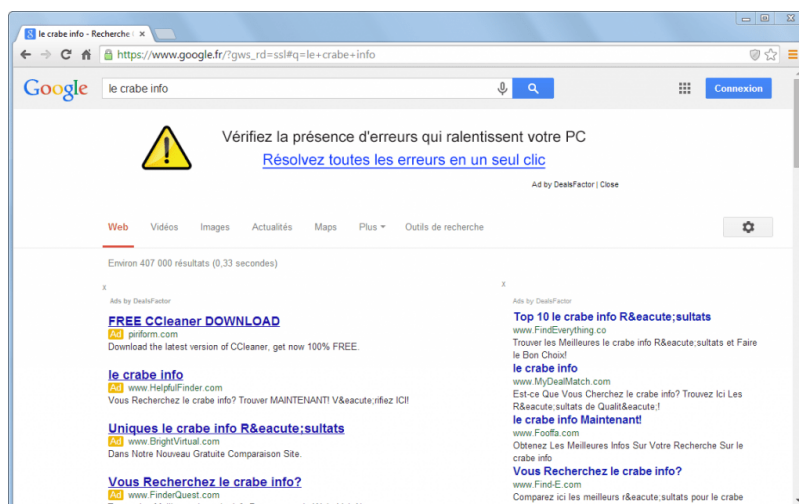 le crabe info - Recherche
https://www.google.fr/?gws_rd=ssl#q=le+crabe+info
Google
le crabe info
Connexion
Vérifiez la présence d'erreurs qui ralentissent votre PC
Résolvez toutes les erreurs en un seul clic
Ad by DealsFactor | Close
Web Vidéos Images Actualités Maps Plus Outils de recherche
Environ 407 000 résultats (0,33 secondes)
x
Ads by DealsFactor
FREE CCleaner DOWNLOAD
Ad piriform.com
Download the latest version of CCleaner, get now 100% FREE.
le crabe info
Ad www.HelpfulFinder.com
Vous Recherchez le crabe info? Trouver MAINTENANT! V&eacute;rifiez ICI!
Uniques le crabe info R&eacute;sultats
Ad www.BrightVirtual.com
Dans Notre Nouveau Gratuite Comparaison Site.
Vous Recherchez le crabe info?
Ad www.FinderQuest.com
x
Ads by DealsFactor
Top 10 le crabe info R&eacute;sultats
www.FindEverything.co
Trouver les Meilleures le crabe info R&eacute;sultats et Faire
le Bon Choix!
le crabe info
www.MyDealMatch.com
Est-ce Que Vous Cherchez le crabe info? Trouvez Ici Les
R&eacute;sultats de Qualit&eacute;!
le crabe info Maintenant!
www.Fooffa.com
Obtenez Les Meilleures Infos Sur Votre Recherche Sur le
crabe info
Vous Recherchez le crabe info?
www.Find-E.com
Comparez ici les meilleurs r&eacute;sultats pour le crabe